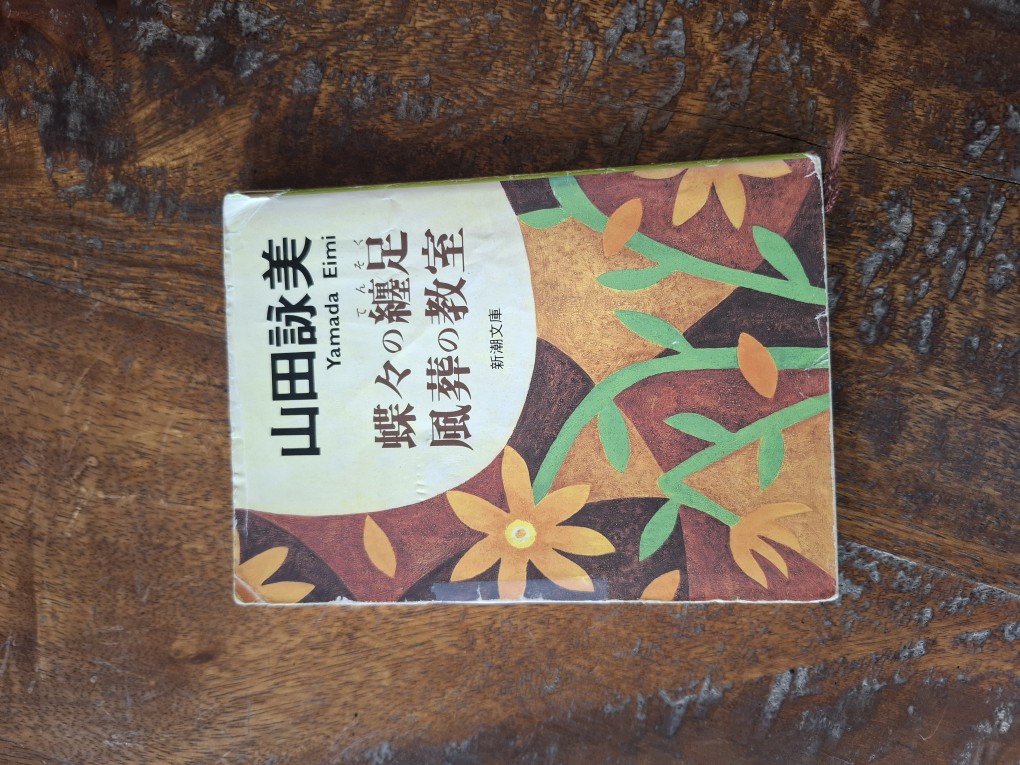 山田詠美
Yamada Eimi
てんそく
蝶々の纏足
風葬の教室
新潮文庫